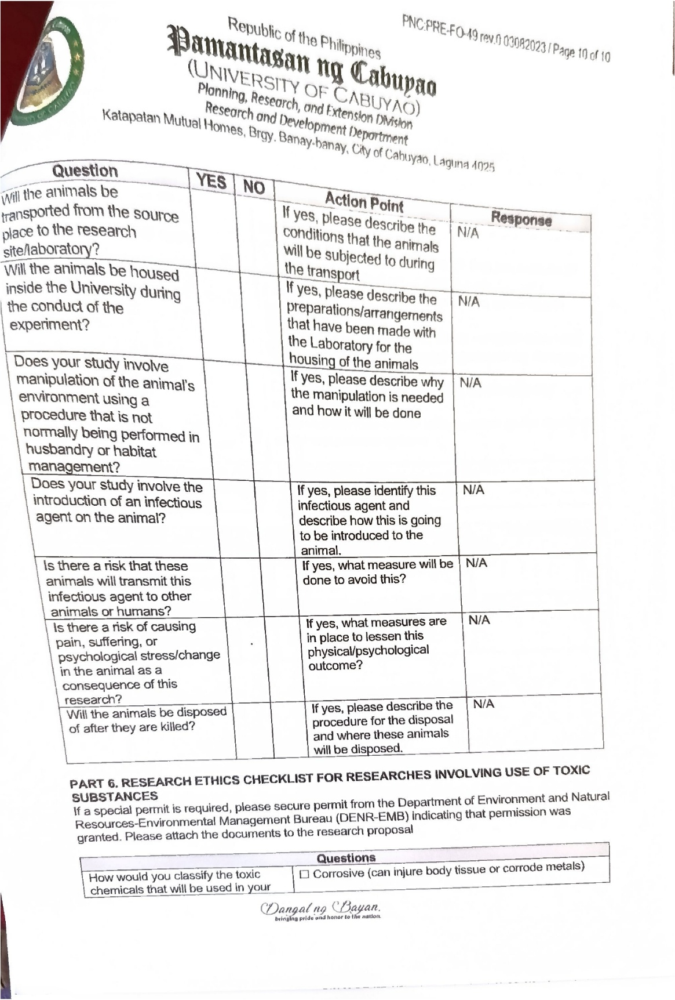 PNC:PRE-FO-49 rev.0 03082023 / Page 10 of 10
Republic of the Philippines
Pamantasan ng Cabuyao
(UNIVERSITY OF CABUYAO)
Planning, Research, and Extension Division
Research and Development Department
Katapatan Mutual Homes, Brgy. Banay-banay, City of Cabuyao, Laguna 4025
Question YES NO Action Point Response
Will the animals be
transported from the source
place to the research
site/laboratory?
If yes, please describe the
conditions that the animals
will be subjected to during
the transport
N/A
Will the animals be housed
inside the University during
the conduct of the
experiment?
If yes, please describe the
preparations/arrangements
that have been made with
the Laboratory for the
housing of the animals
N/A
Does your study involve
manipulation of the animal's
environment using a
procedure that is not
normally being performed in
husbandry or habitat
management?
If yes, please describe why
the manipulation is needed
and how it will be done
N/A
Does your study involve the
introduction of an infectious
agent on the animal?
If yes, please identify this
infectious agent and
describe how this is going
to be introduced to the
animal.
N/A
Is there a risk that these
animals will transmit this
infectious agent to other
animals or humans?
If yes, what measure will be
done to avoid this?
N/A
Is there a risk of causing
pain, suffering, or
psychological stress/change
in the animal as a
consequence of this
research?
If yes, what measures are
in place to lessen this
physical/psychological
outcome?
N/A
Will the animals be disposed
of after they are killed?
If yes, please describe the
procedure for the disposal
and where these animals
will be disposed.
N/A
PART 6. RESEARCH ETHICS CHECKLIST FOR RESEARCHES INVOLVING USE OF TOXIC
SUBSTANCES
If a special permit is required, please secure permit from the Department of Environment and Natural
Resources-Environmental Management Bureau (DENR-EMB) indicating that permission was
granted. Please attach the documents to the research proposal
Questions
How would you classify the toxic
chemicals that will be used in your
☐ Corrosive (can injure body tissue or corrode metals)
Dangal ng Bayan.
bringing pride and honor to the nation.